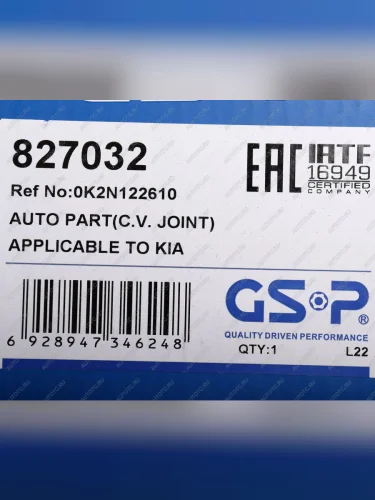 827032
Ref No:0K2N122610
AUTO PART(C.V. JOINT)
APPLICABLE TO KIA
EAC
IATF
16949
CERTIFIED
COMPANY
6 928947 346248
GSP®
QUALITY DRIVEN PERFORMANCE
QTY:1 L22